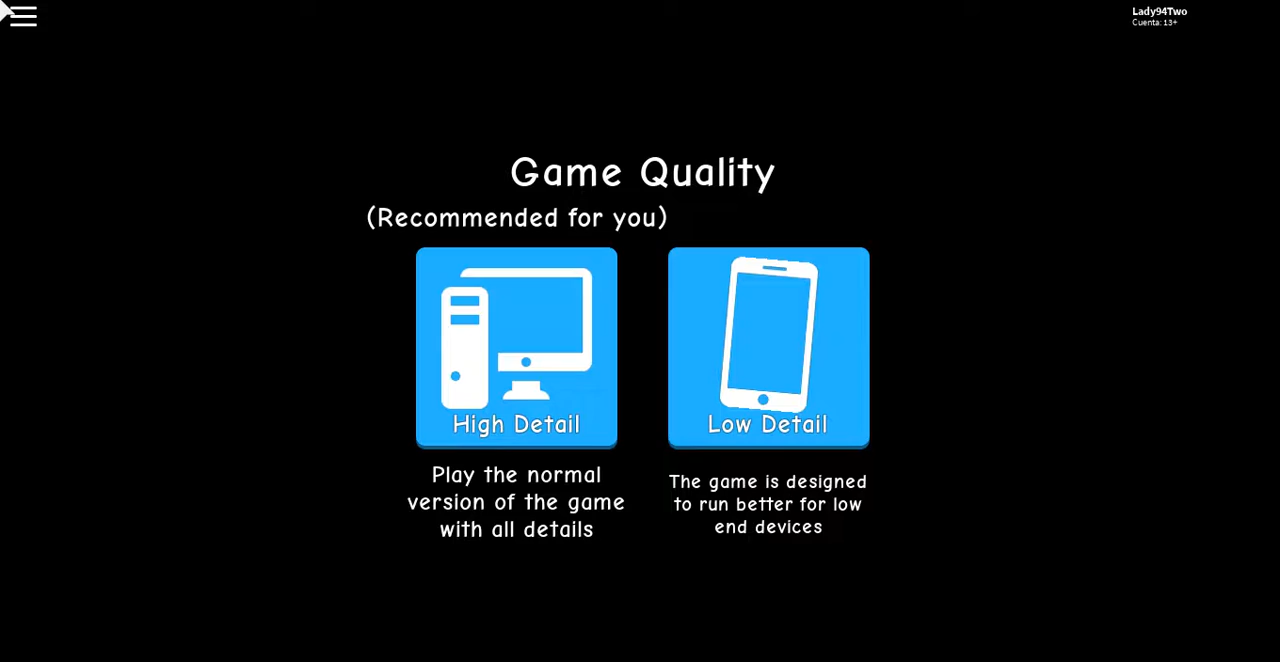 Lady94Two
Cuenta: 13+
Game Quality
(Recommended for you)
High Detail
Low Detail
Play the normal
version of the game
with all details
The game is designed
to run better for low
end devices